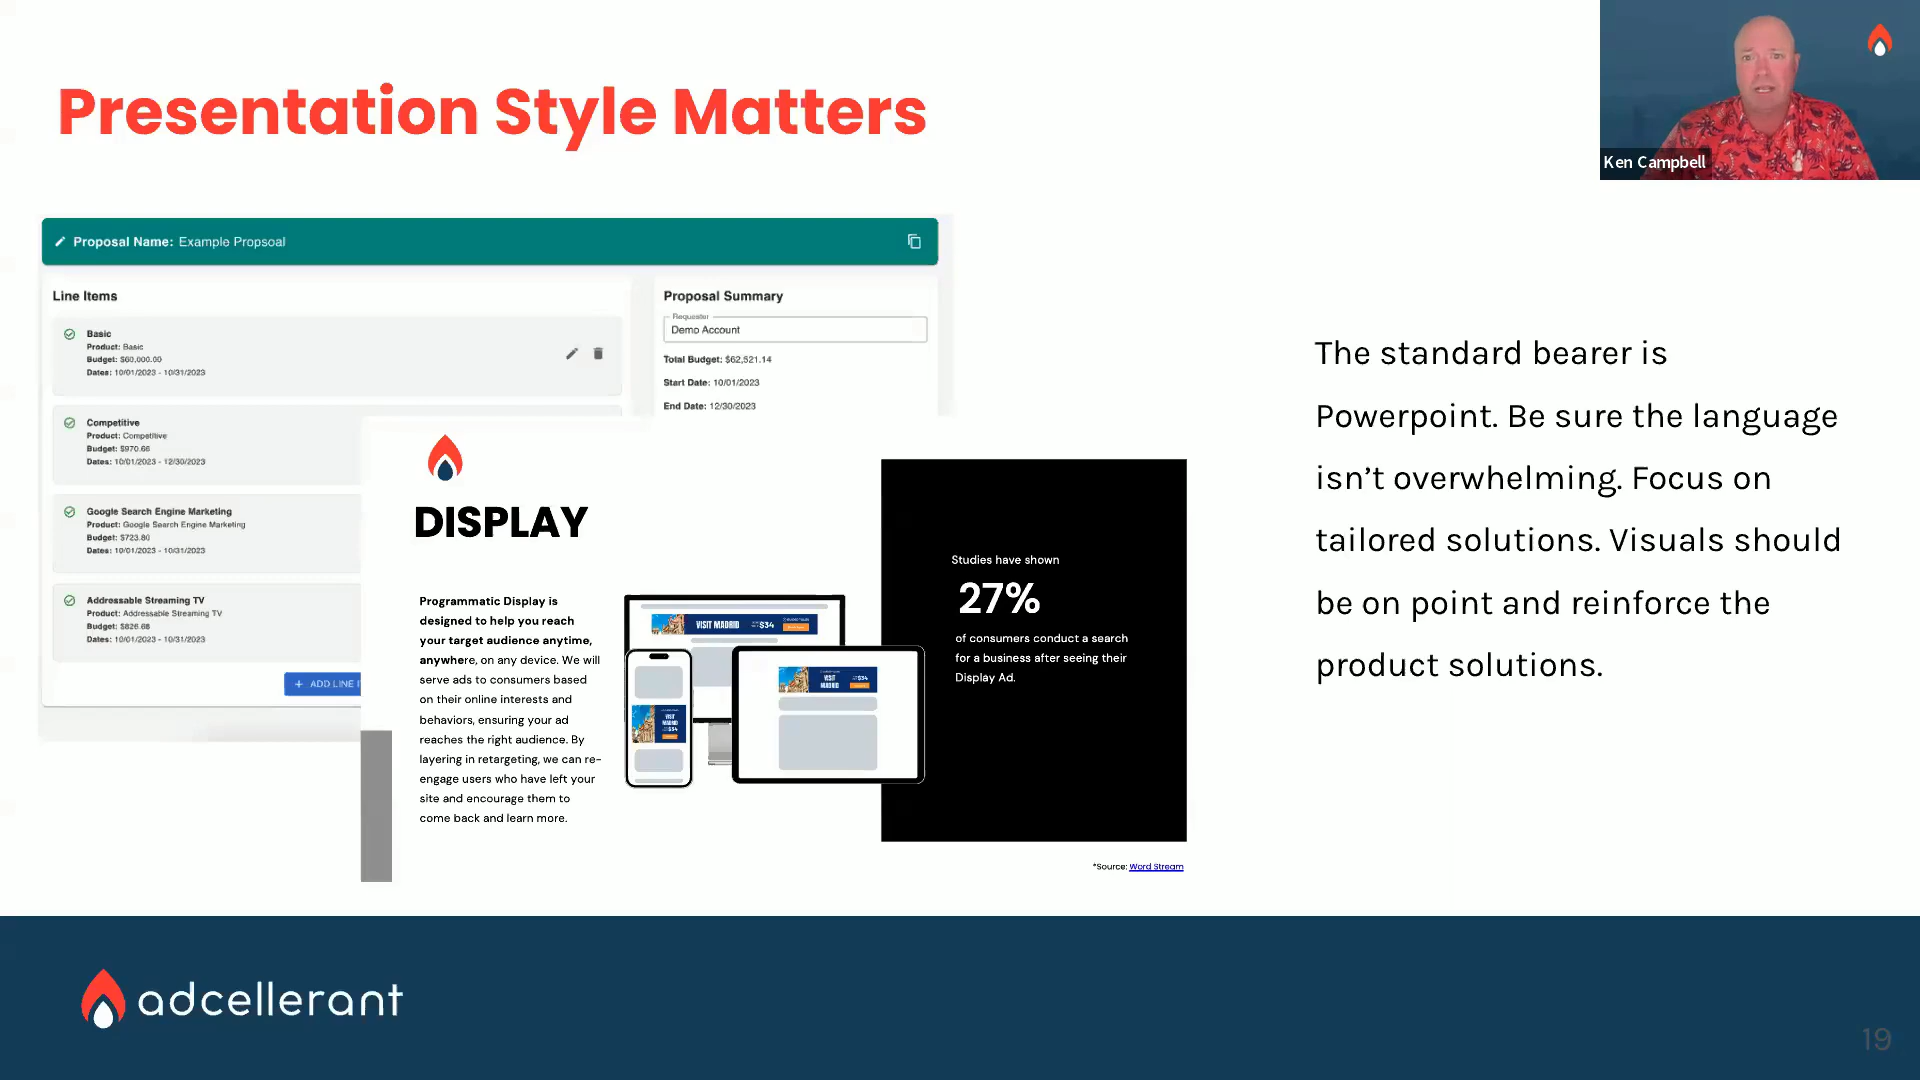 Presentation Style Matters
Ken Campbell
Proposal Name: Example Propsoal
Line Items
Basic
Product: Basic
Budget: $60,000.00
Dates: 10/01/2023 - 10/31/2023
Competitive
Product: Competitive
Budget: $970.66
Dates: 10/01/2023 - 12/30/2023
Google Search Engine Marketing
Product: Google Search Engine Marketing
Budget: $723.80
Dates: 10/01/2023 - 10/31/2023
Addressable Streaming TV
Product: Addressable Streaming TV
Budget: $826.68
Dates: 10/01/2023 - 10/31/2023
+ ADD LINE
Proposal Summary
Requester
Demo Account
Total Budget: $62,521.14
Start Date: 10/01/2023
End Date: 12/30/2023
DISPLAY
Programmatic Display is
designed to help you reach
your target audience anytime,
anywhere, on any device. We will
serve ads to consumers based
on their online interests and
behaviors, ensuring your ad
reaches the right audience. By
layering in retargeting, we can re-
engage users who have left your
site and encourage them to
come back and learn more.
VISIT MADRID
$34
VISIT
MADRID
$34
VISIT
MADRID
$34
Studies have shown
27%
of consumers conduct a search
for a business after seeing their
Display Ad.
*Source: Word Stream
The standard bearer is
Powerpoint. Be sure the language
isn’t overwhelming. Focus on
tailored solutions. Visuals should
be on point and reinforce the
product solutions.
adcellerant
19